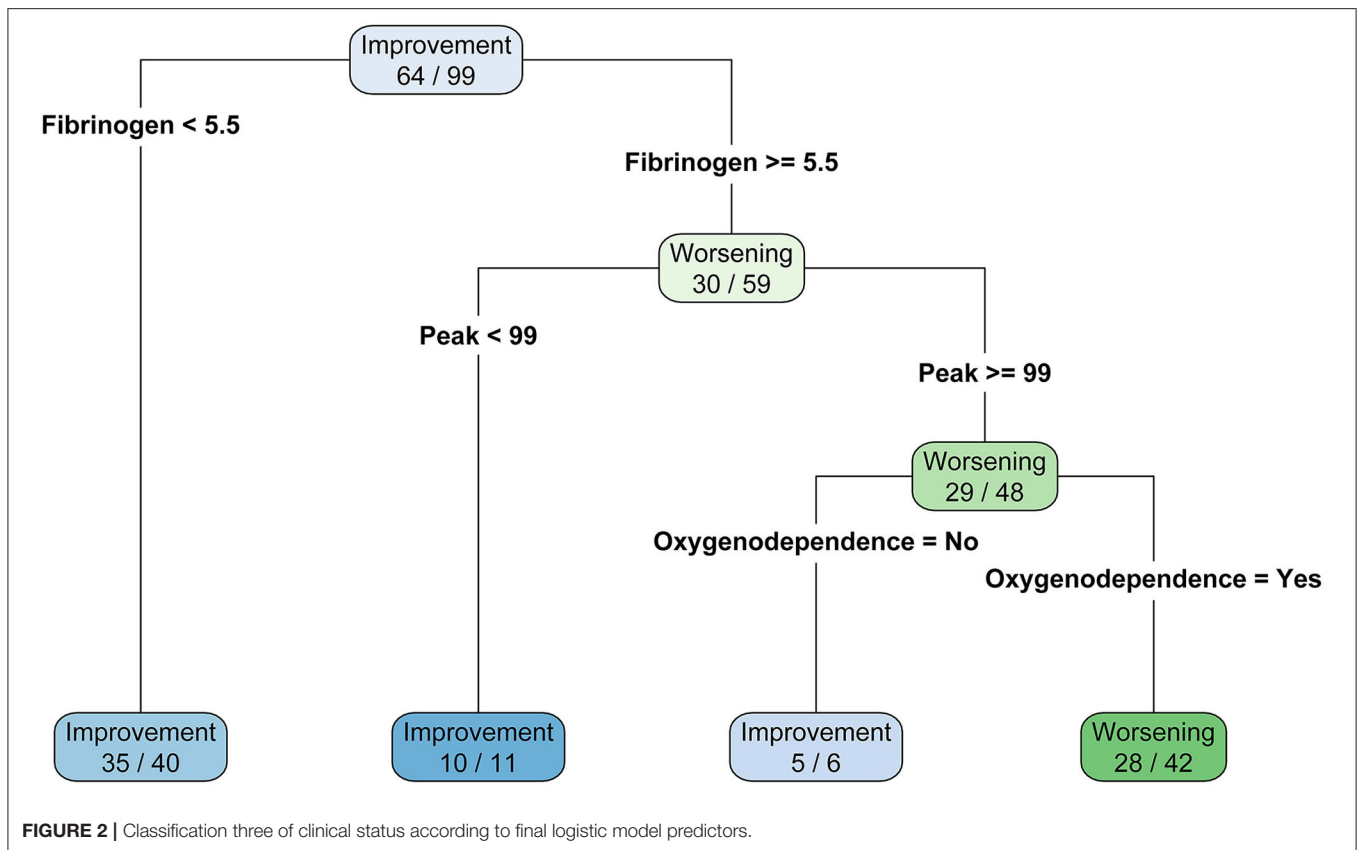 Improvement
64 / 99
Fibrinogen < 5.5
Fibrinogen >= 5.5
Worsening
30 / 59
Peak < 99
Peak >= 99
Worsening
29 / 48
Oxygenodependence = No
Oxygenodependence = Yes
Improvement
35 / 40
Improvement
10 / 11
Improvement
5 / 6
Worsening
28 / 42
FIGURE 2 | Classification three of clinical status according to final logistic model predictors.